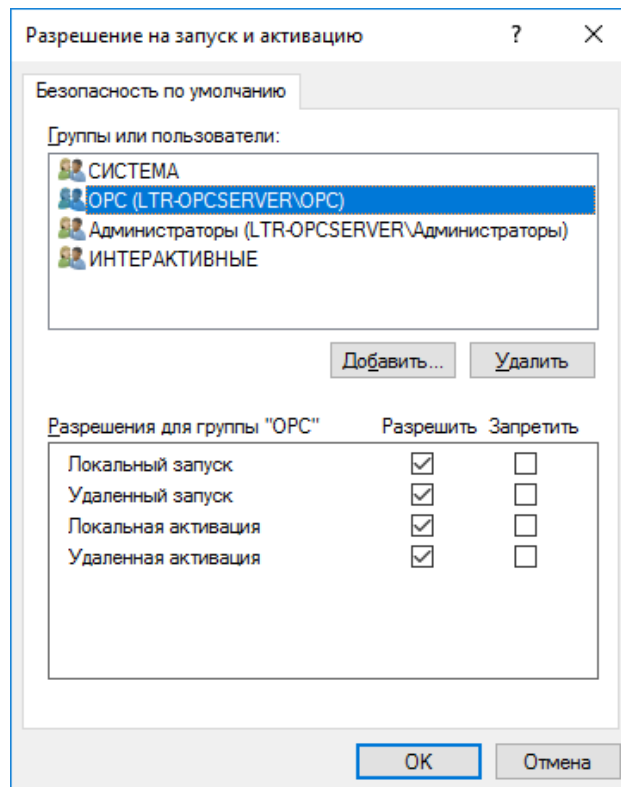 Разрешение на запуск и активацию ?
Безопасность по умолчанию
Группы или пользователи:
СИСТЕМА
OPC (LTR-OPCSERVER\OPC)
Администраторы (LTR-OPCSERVER\Администраторы)
ИНТЕРАКТИВНЫЕ
Добавить... Удалить
Разрешения для группы "OPC" Разрешить Запретить
Локальный запуск
Удаленный запуск
Локальная активация
Удаленная активация
OK Отмена